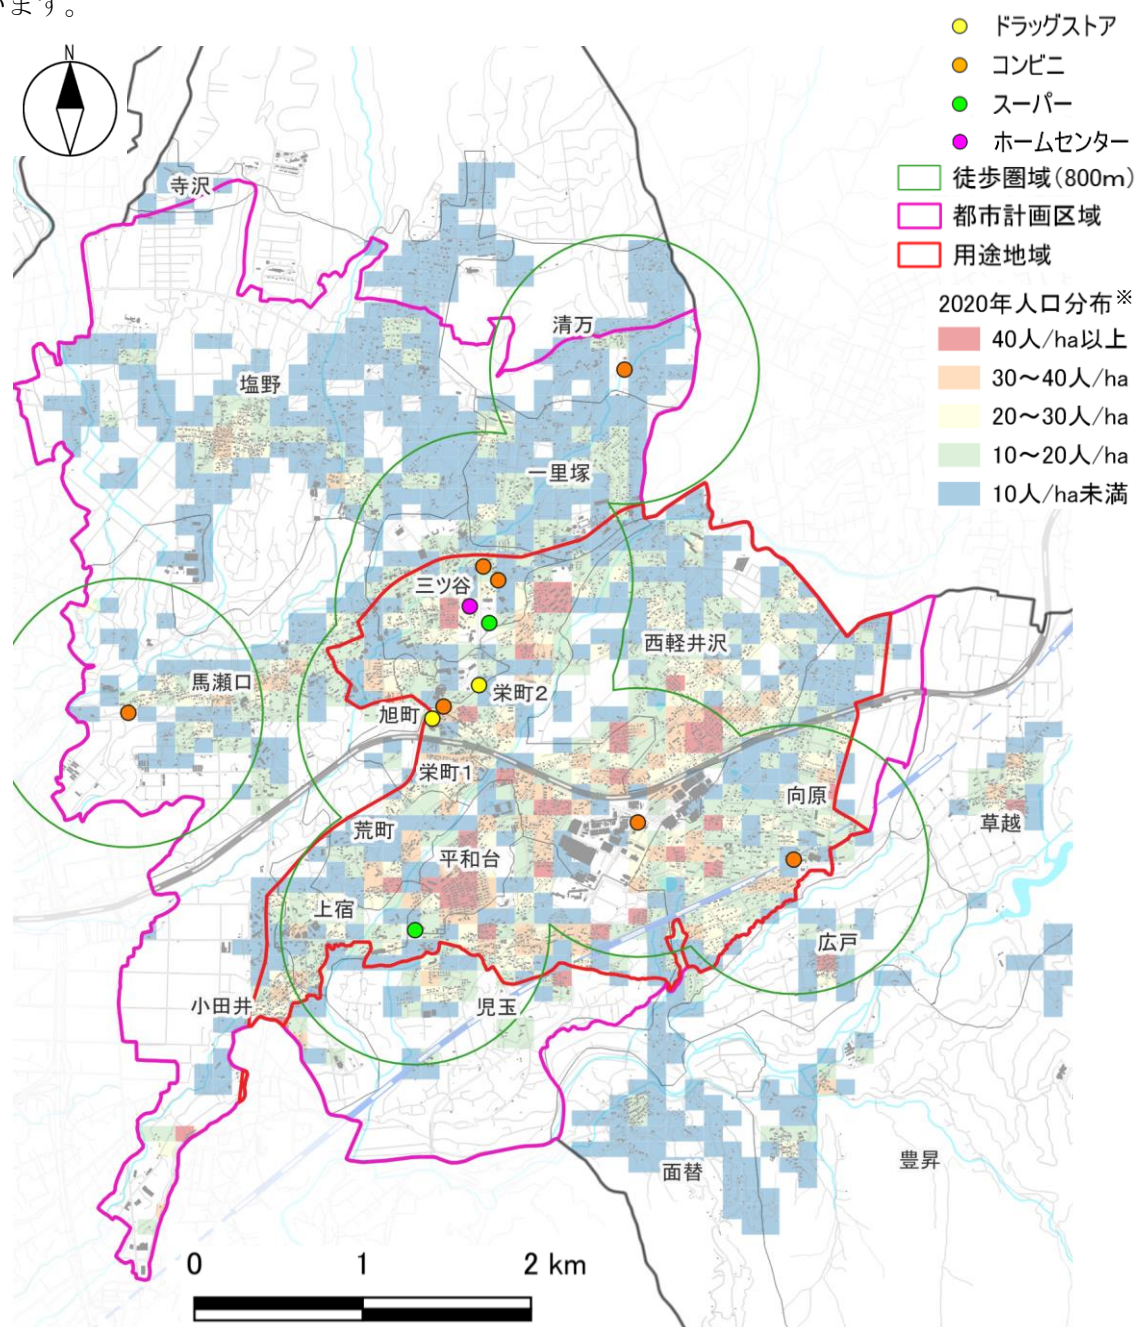 います。
N
ドラッグストア
コンビニ
スーパー
ホームセンター
徒歩圏域(800m)
都市計画区域
用途地域
2020年人口分布※
40人/ha以上
30~40人/ha
20~30人/ha
10~20人/ha
10人/ha未満
寺沢
清万
塩野
一里塚
三ツ谷
西軽井沢
馬瀬口
栄町2
旭町
栄町1
向原
草越
荒町
平和台
上宿
広戸
小田井
児玉
面替
豊昇
0 1 2 km